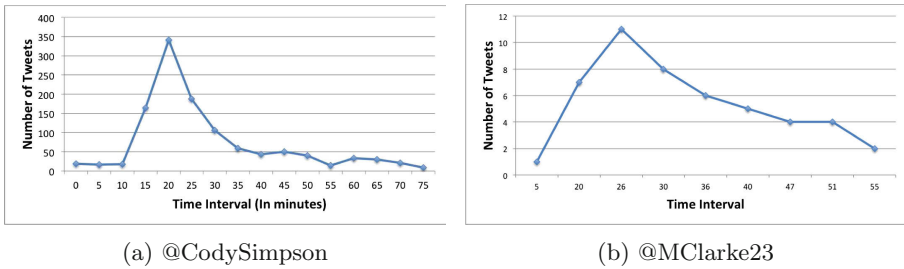 400
350
300
250
200
150
100
50
0
Number of Tweets
0 5 10 15 20 25 30 35 40 45 50 55 60 65 70 75
Time Interval (In minutes)
(a) @CodySimpson
12
10
8
6
4
2
0
Number of Tweets
5 20 26 30 36 40 47 51 55
Time Interval
(b) @MClarke23